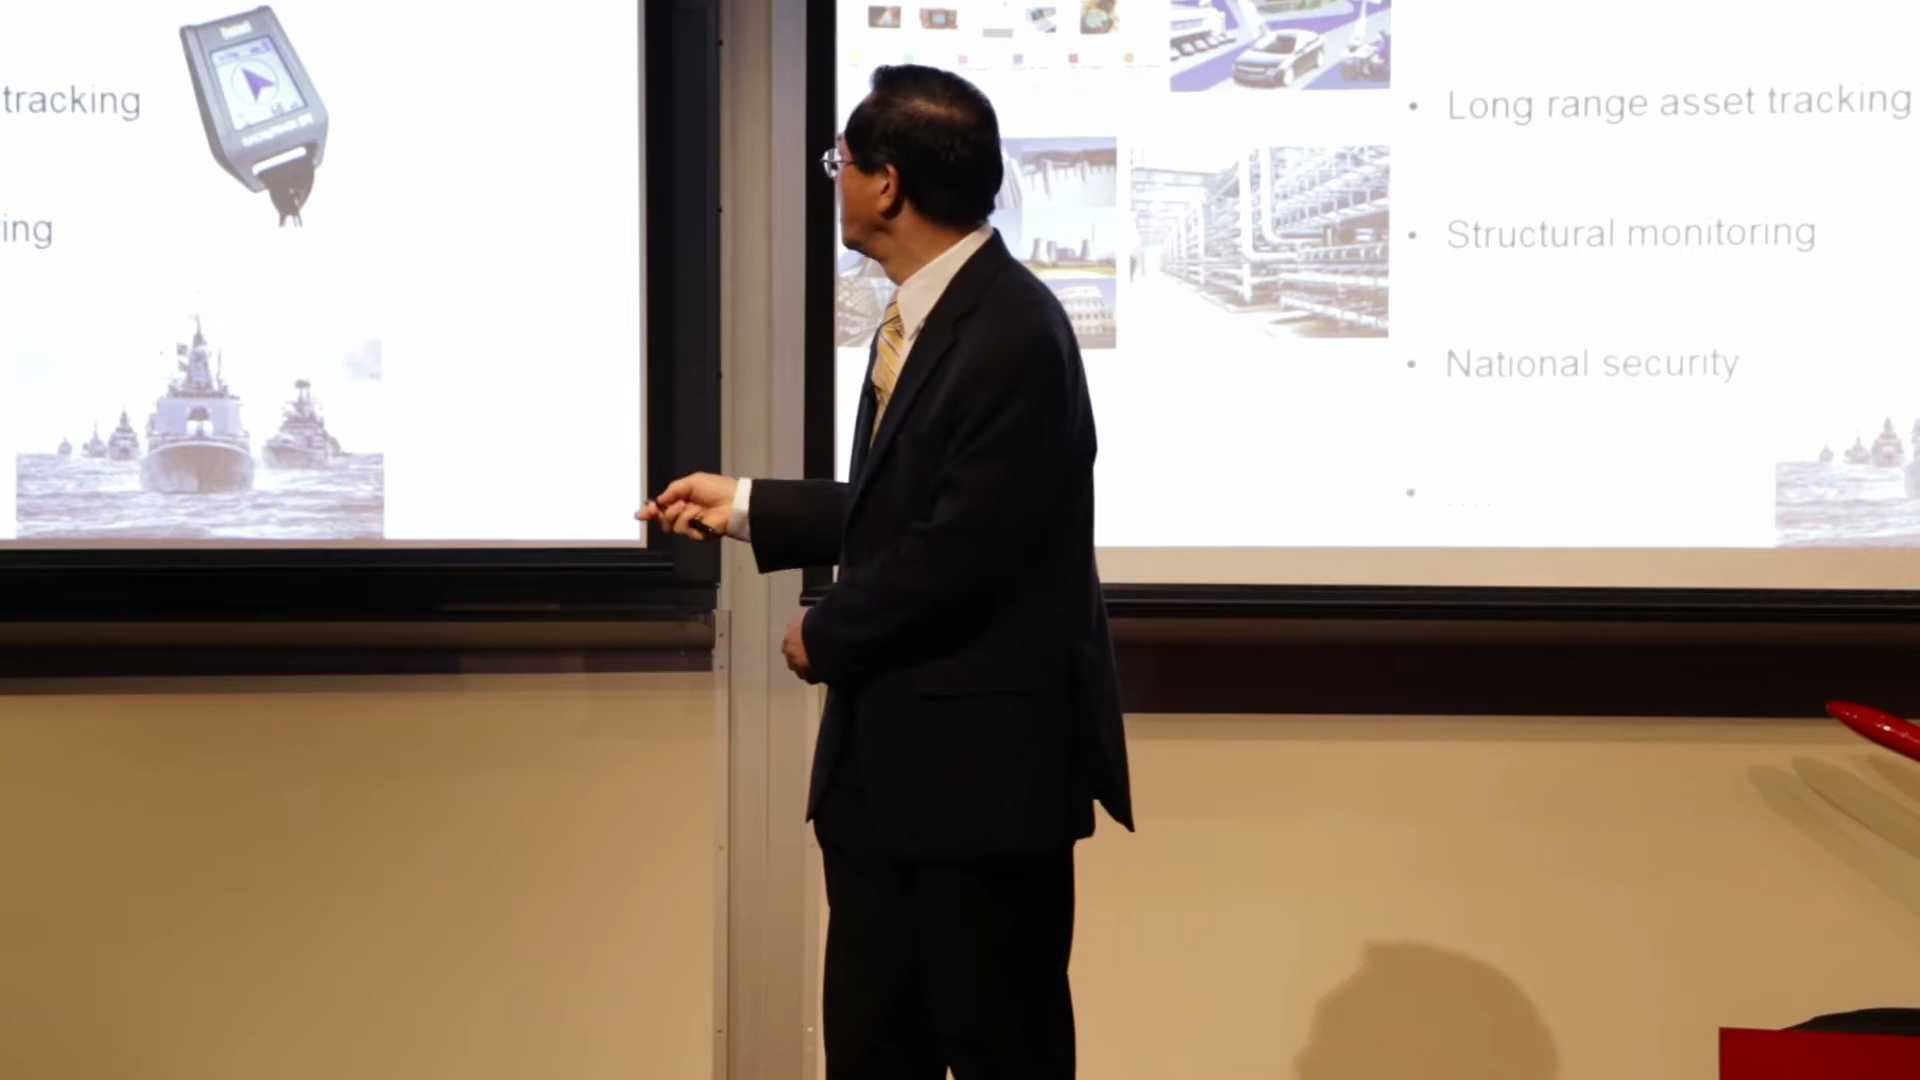 tracking
ing
• Long range asset tracking
• Structural monitoring
• National security
• ....